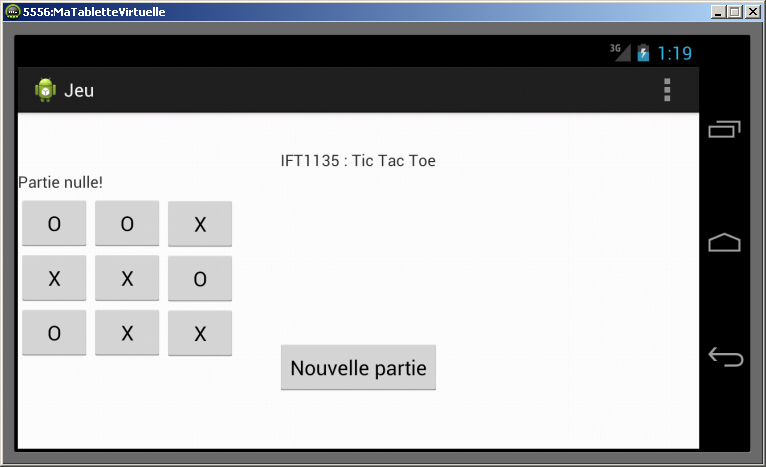 5556:MaTabletteVirtuelle
3G 1:19
Jeu
IFT1135 : Tic Tac Toe
Partie nulle!
O O X
X X O
O X X
Nouvelle partie